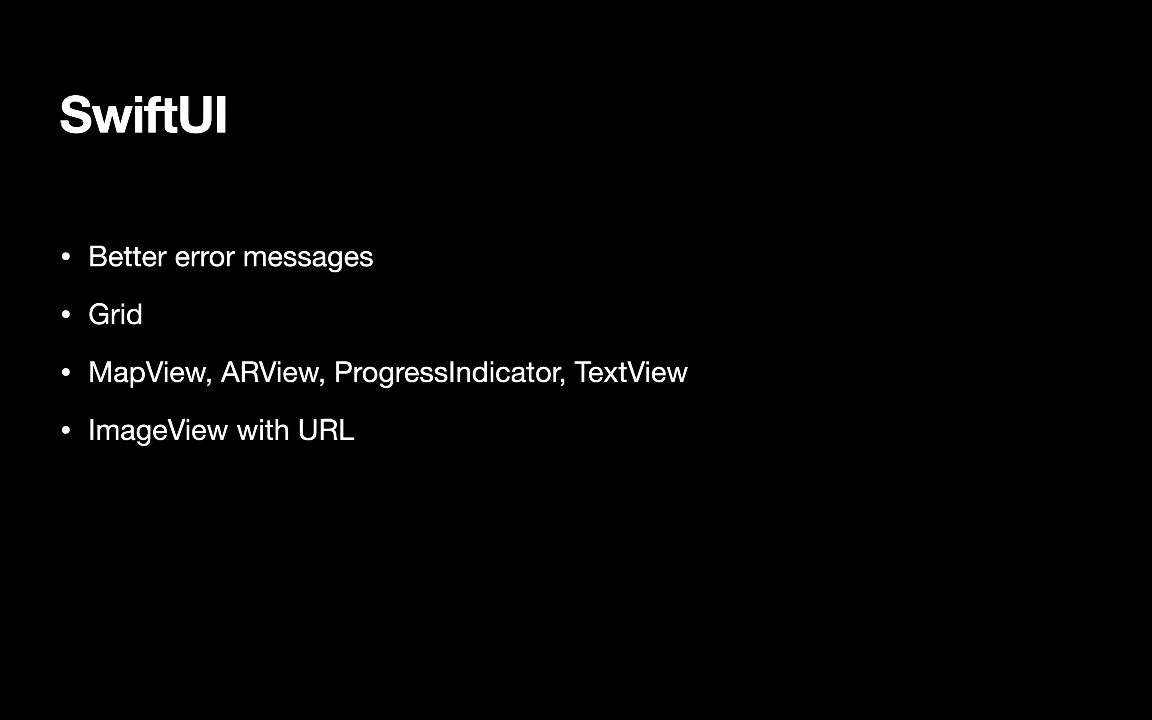 SwiftUI
• Better error messages
• Grid
• MapView, ARView, ProgressIndicator, TextView
• ImageView with URL